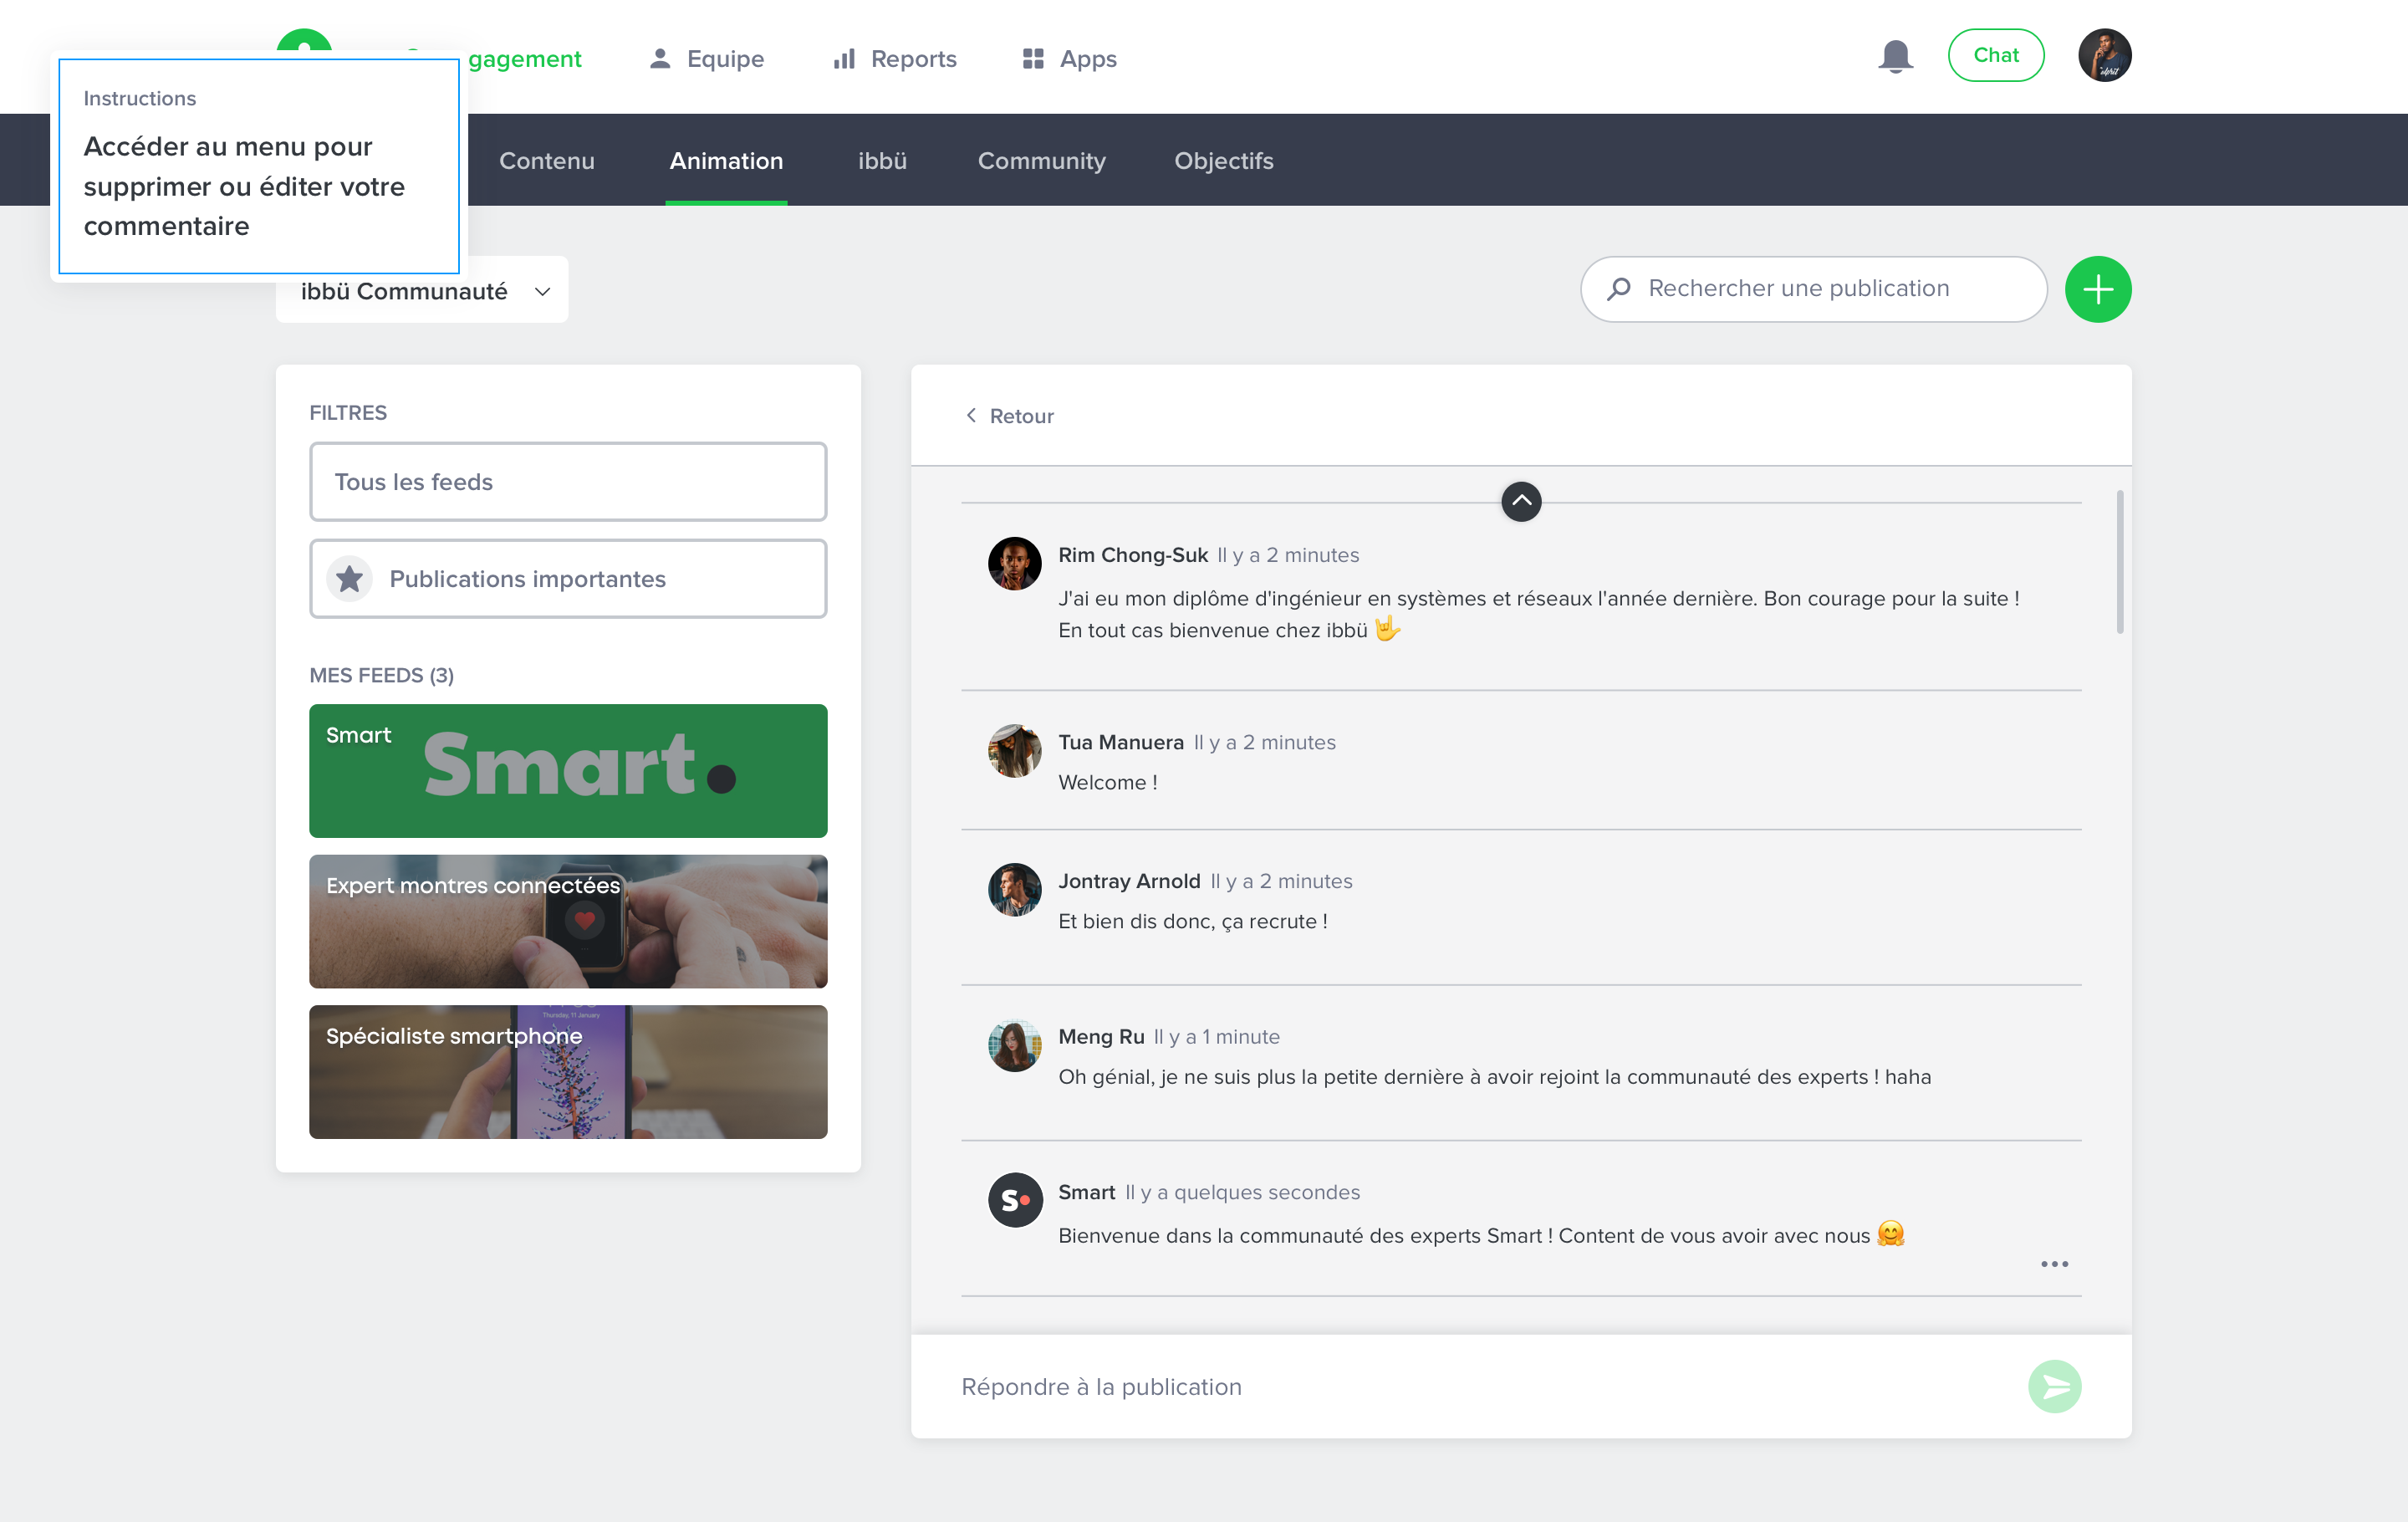 gagement
Equipe
Reports
Apps
Chat
Instructions
Accéder au menu pour
supprimer ou éditer votre
commentaire
Contenu
Animation
ibbü
Community
Objectifs
ibbü Communauté
Rechercher une publication
FILTRES
Tous les feeds
Publications importantes
MES FEEDS (3)
Smart
Smart.
Expert montres connectées
Spécialiste smartphone
Thursday, 11 January
Retour
Rim Chong-Suk Il y a 2 minutes
J'ai eu mon diplôme d'ingénieur en systèmes et réseaux l'année dernière. Bon courage pour la suite !
En tout cas bienvenue chez ibbü 🤟
Tua Manuera Il y a 2 minutes
Welcome !
Jontray Arnold Il y a 2 minutes
Et bien dis donc, ça recrute !
Meng Ru Il y a 1 minute
Oh génial, je ne suis plus la petite dernière à avoir rejoint la communauté des experts ! haha
S.
Smart Il y a quelques secondes
Bienvenue dans la communauté des experts Smart ! Content de vous avoir avec nous 🤗
Répondre à la publication